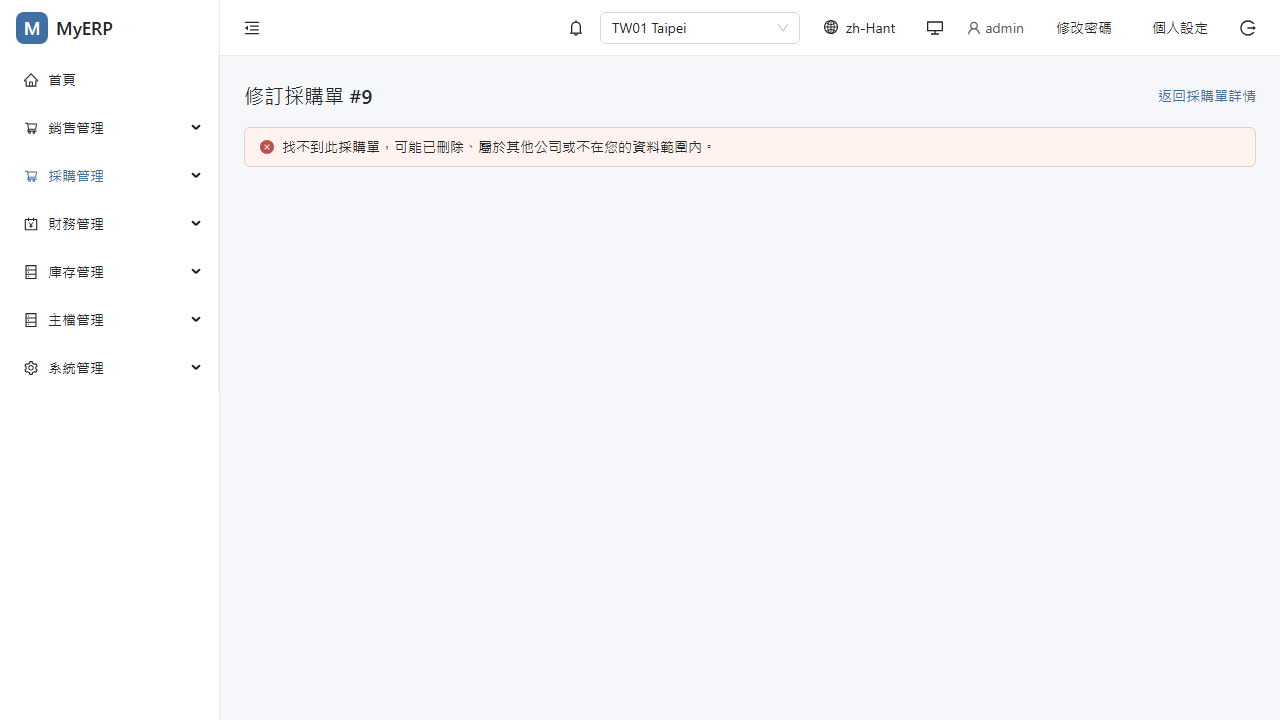 M MyERP
TW01 Taipei
zh-Hant
admin
修改密碼
個人設定
首頁
銷售管理
採購管理
財務管理
庫存管理
主檔管理
系統管理
修訂採購單 #9
返回採購單詳情
找不到此採購單，可能已刪除、屬於其他公司或不在您的資料範圍內。